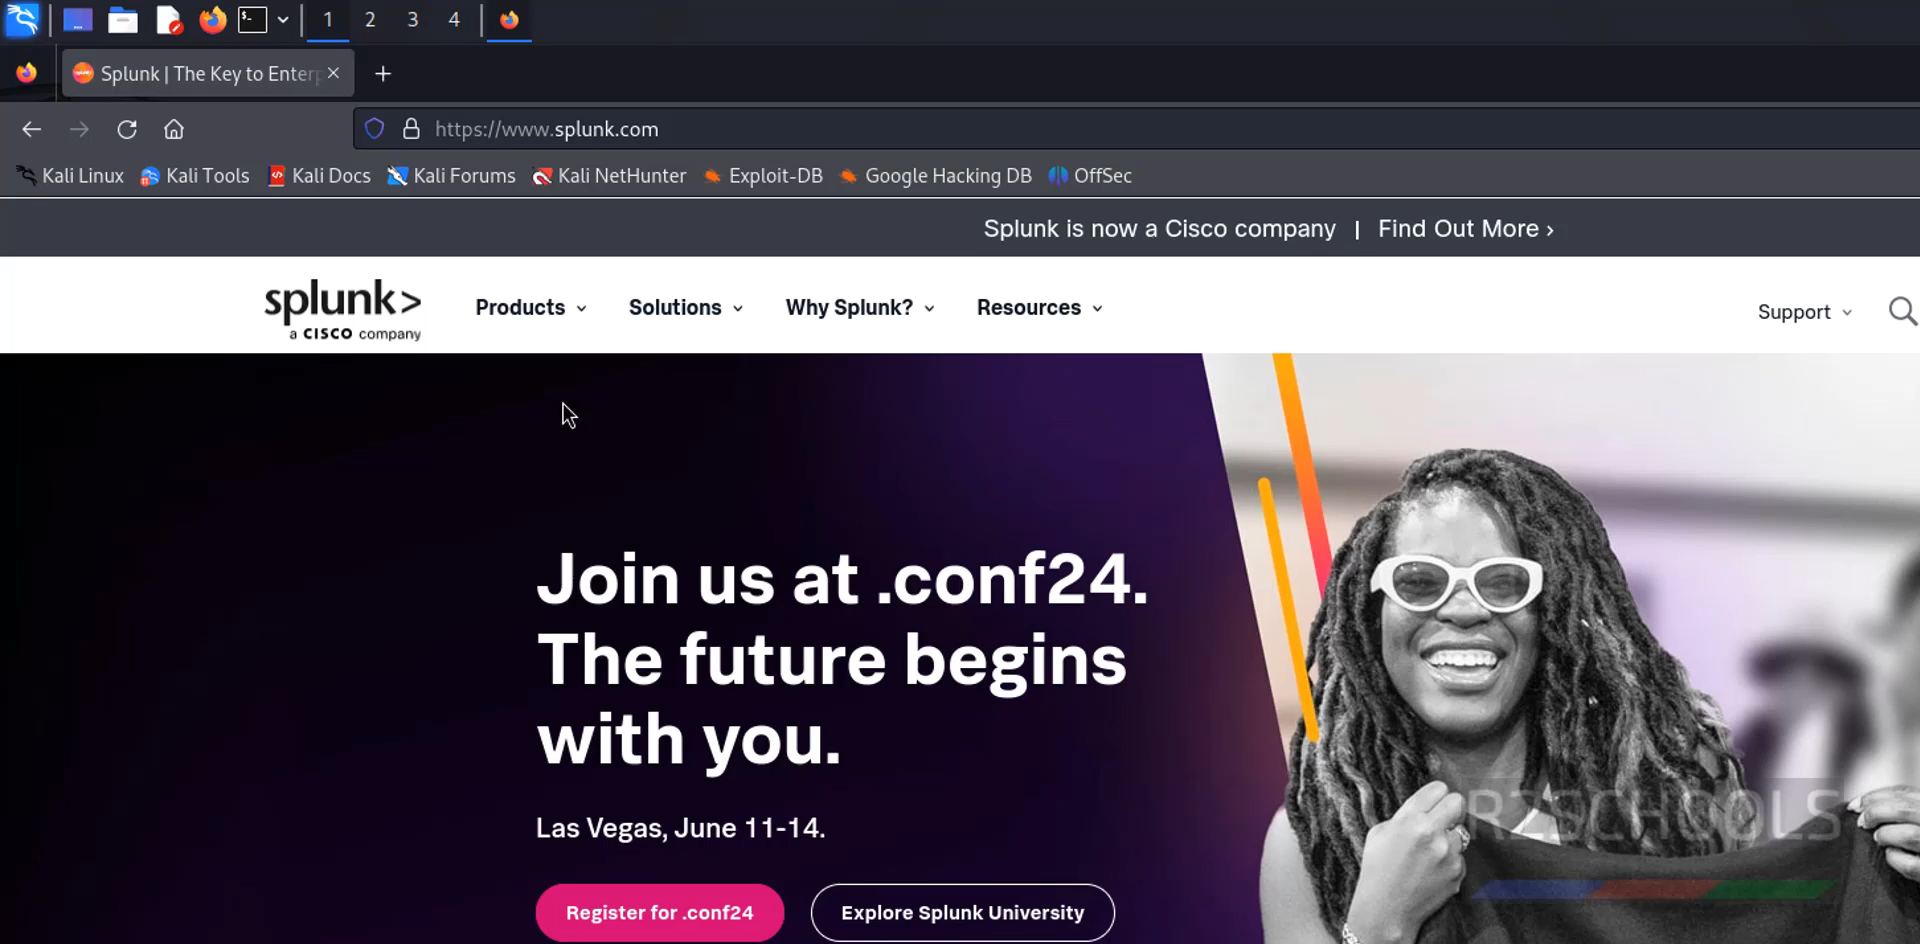 1 2 3 4
Splunk | The Key to Enterp
https://www.splunk.com
Kali Linux Kali Tools Kali Docs Kali Forums Kali NetHunter Exploit-DB Google Hacking DB OffSec
Splunk is now a Cisco company | Find Out More ›
splunk>
a CISCO company
Products Solutions Why Splunk? Resources Support
Join us at .conf24.
The future begins
with you.
Las Vegas, June 11-14.
R2SCHOOLS
Register for .conf24 Explore Splunk University